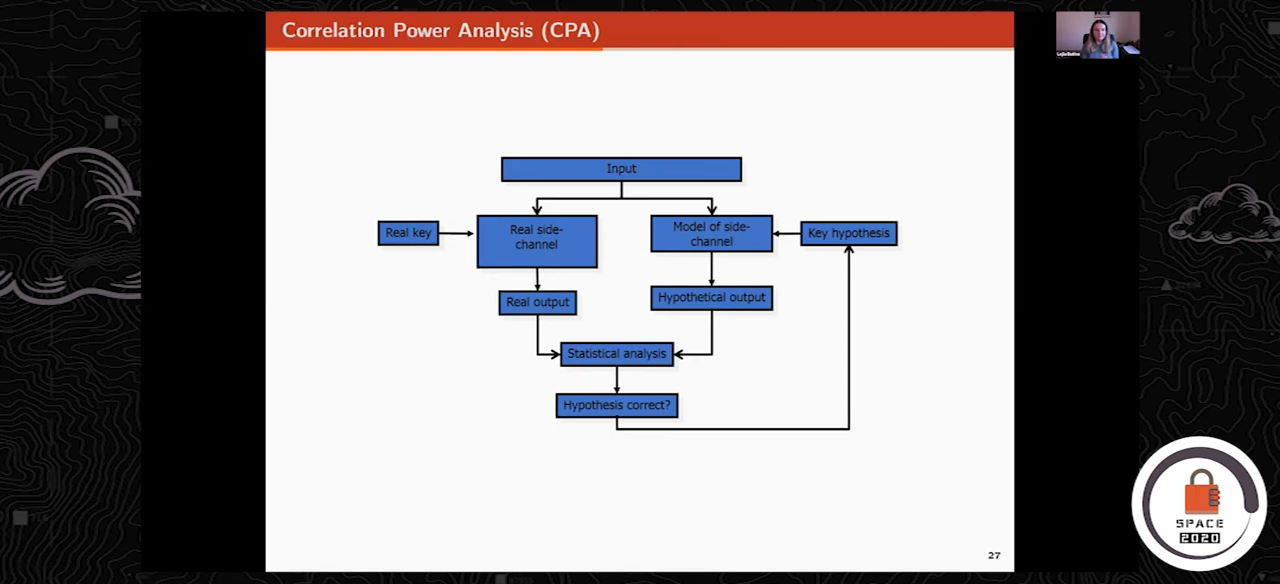 Correlation Power Analysis (CPA)
Input
Real key
Real side-
channel
Model of side-
channel
Key hypothesis
Real output
Hypothetical output
Statistical analysis
Hypothesis correct?
27
SPACE
2020